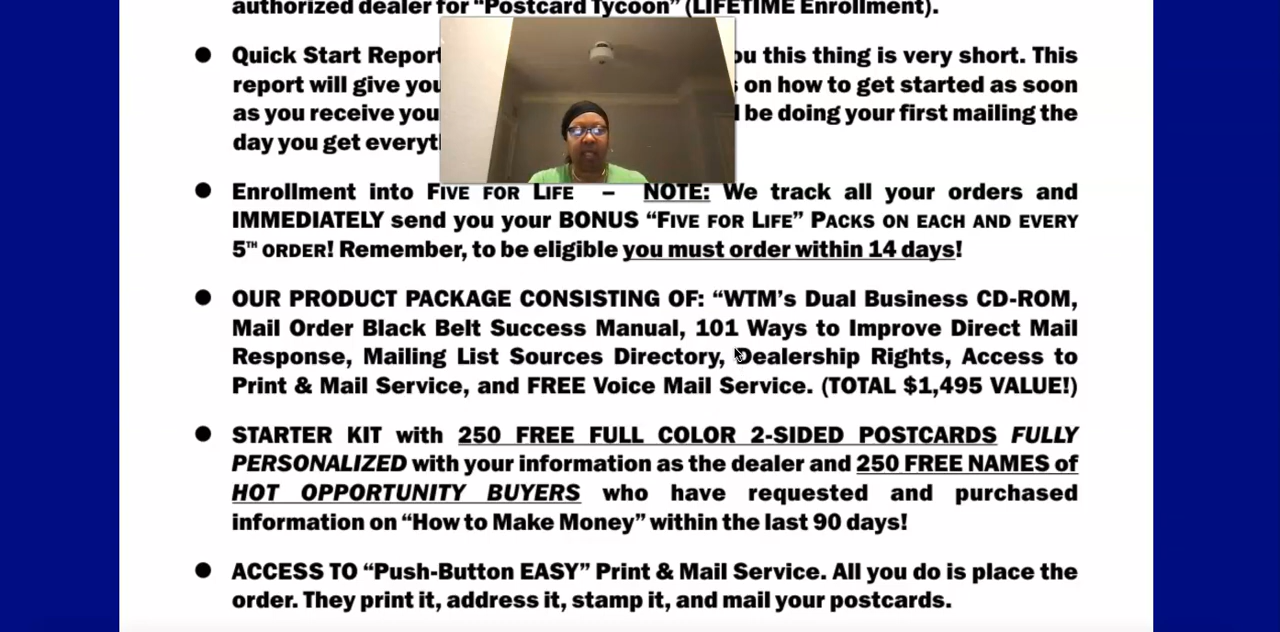 authorized dealer for "Postcard Tycoon" (LIFETIME Enrollment).
● Quick Start Report ou this thing is very short. This
report will give you on how to get started as soon
as you receive you be doing your first mailing the
day you get everyt
● Enrollment into FIVE FOR LIFE – NOTE: We track all your orders and
IMMEDIATELY send you your BONUS “FIVE FOR LIFE” PACKS ON EACH AND EVERY
5TH ORDER! Remember, to be eligible you must order within 14 days!
● OUR PRODUCT PACKAGE CONSISTING OF: “WTM’s Dual Business CD-ROM,
Mail Order Black Belt Success Manual, 101 Ways to Improve Direct Mail
Response, Mailing List Sources Directory, Dealership Rights, Access to
Print & Mail Service, and FREE Voice Mail Service. (TOTAL $1,495 VALUE!)
● STARTER KIT with 250 FREE FULL COLOR 2-SIDED POSTCARDS FULLY
PERSONALIZED with your information as the dealer and 250 FREE NAMES of
HOT OPPORTUNITY BUYERS who have requested and purchased
information on “How to Make Money” within the last 90 days!
● ACCESS TO “Push-Button EASY” Print & Mail Service. All you do is place the
order. They print it, address it, stamp it, and mail your postcards.